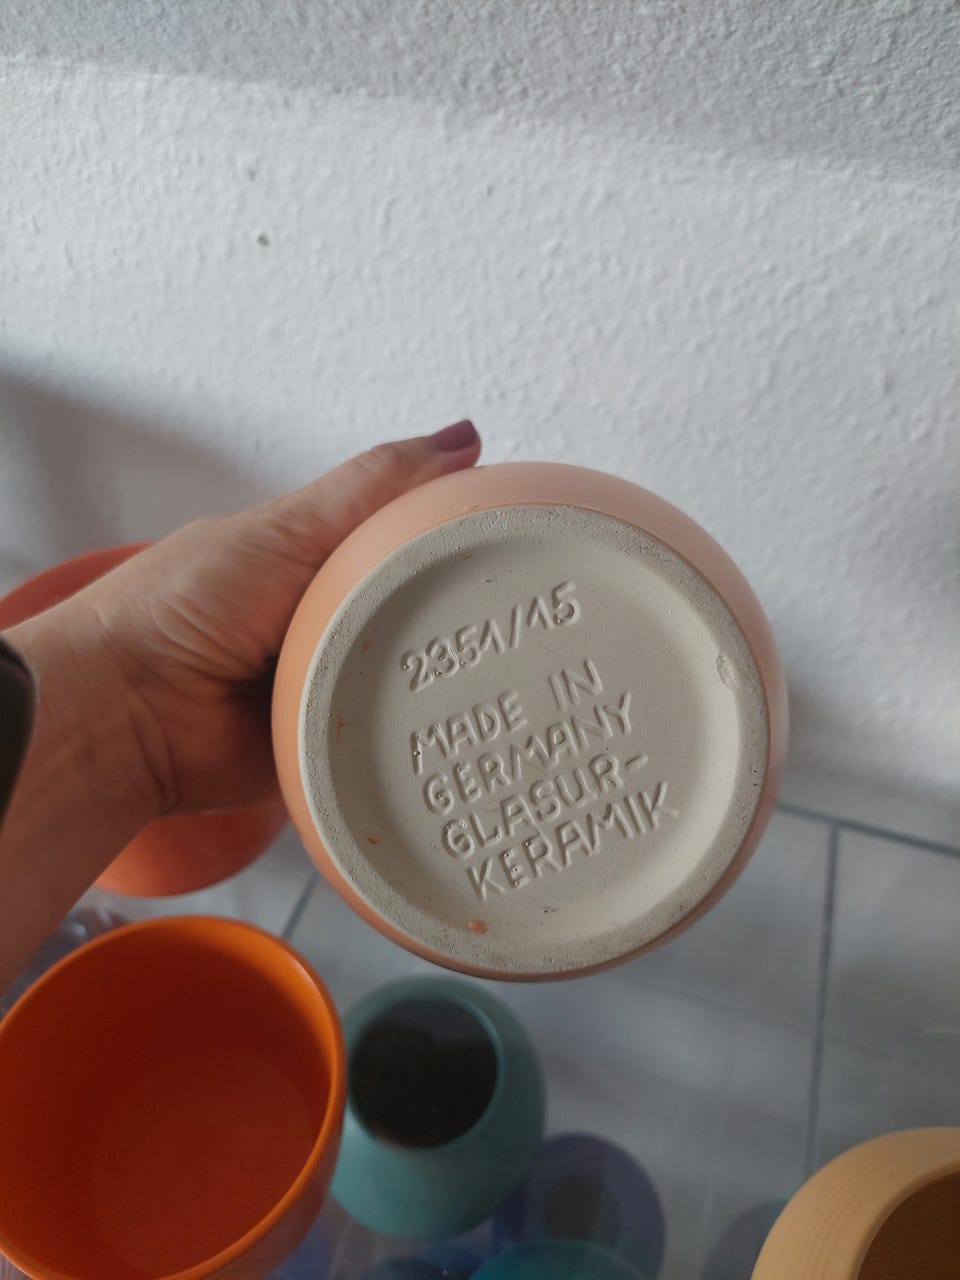 2351/15
MADE IN
GERMANY
GLASUR-
KERAMIK